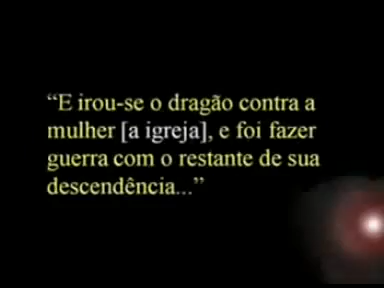 “E irou-se o dragão contra a
mulher [a igreja], e foi fazer
guerra com o restante de sua
descendência...”